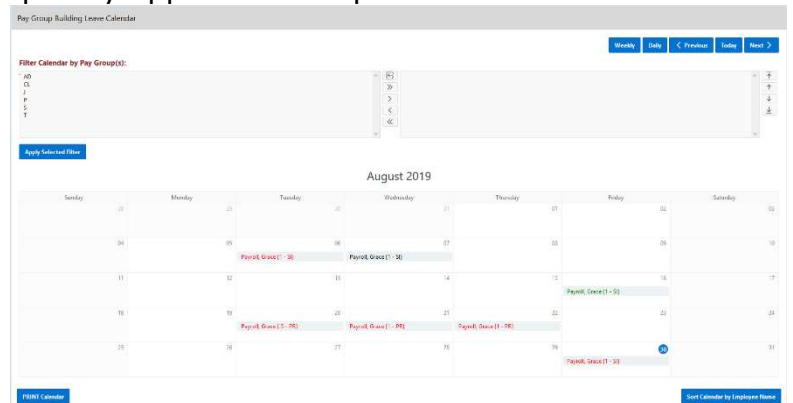 Pay Group Building Leave Calendar
Weekly Daily Previous Today Next
Filter Calendar by Pay Group(s):
AD
CL
J
P
S
T
Apply Selected Filter
August 2019
Sunday Monday Tuesday Wednesday Thursday Friday Saturday
28 29 30 31 01 02 03
04 05 06 07 08 09 10
Payroll, Grace (1 - SI) Payroll, Grace (1 - SI)
11 12 13 14 15 16 17
Payroll, Grace (1 - SI)
18 19 20 21 22 23 24
Payroll, Grace (.5 - PR) Payroll, Grace (1 - PR) Payroll, Grace (1 - PR)
25 26 27 28 29 30 31
Payroll, Grace (1 - SI)
PRINT Calendar Sort Calendar by Employee Name